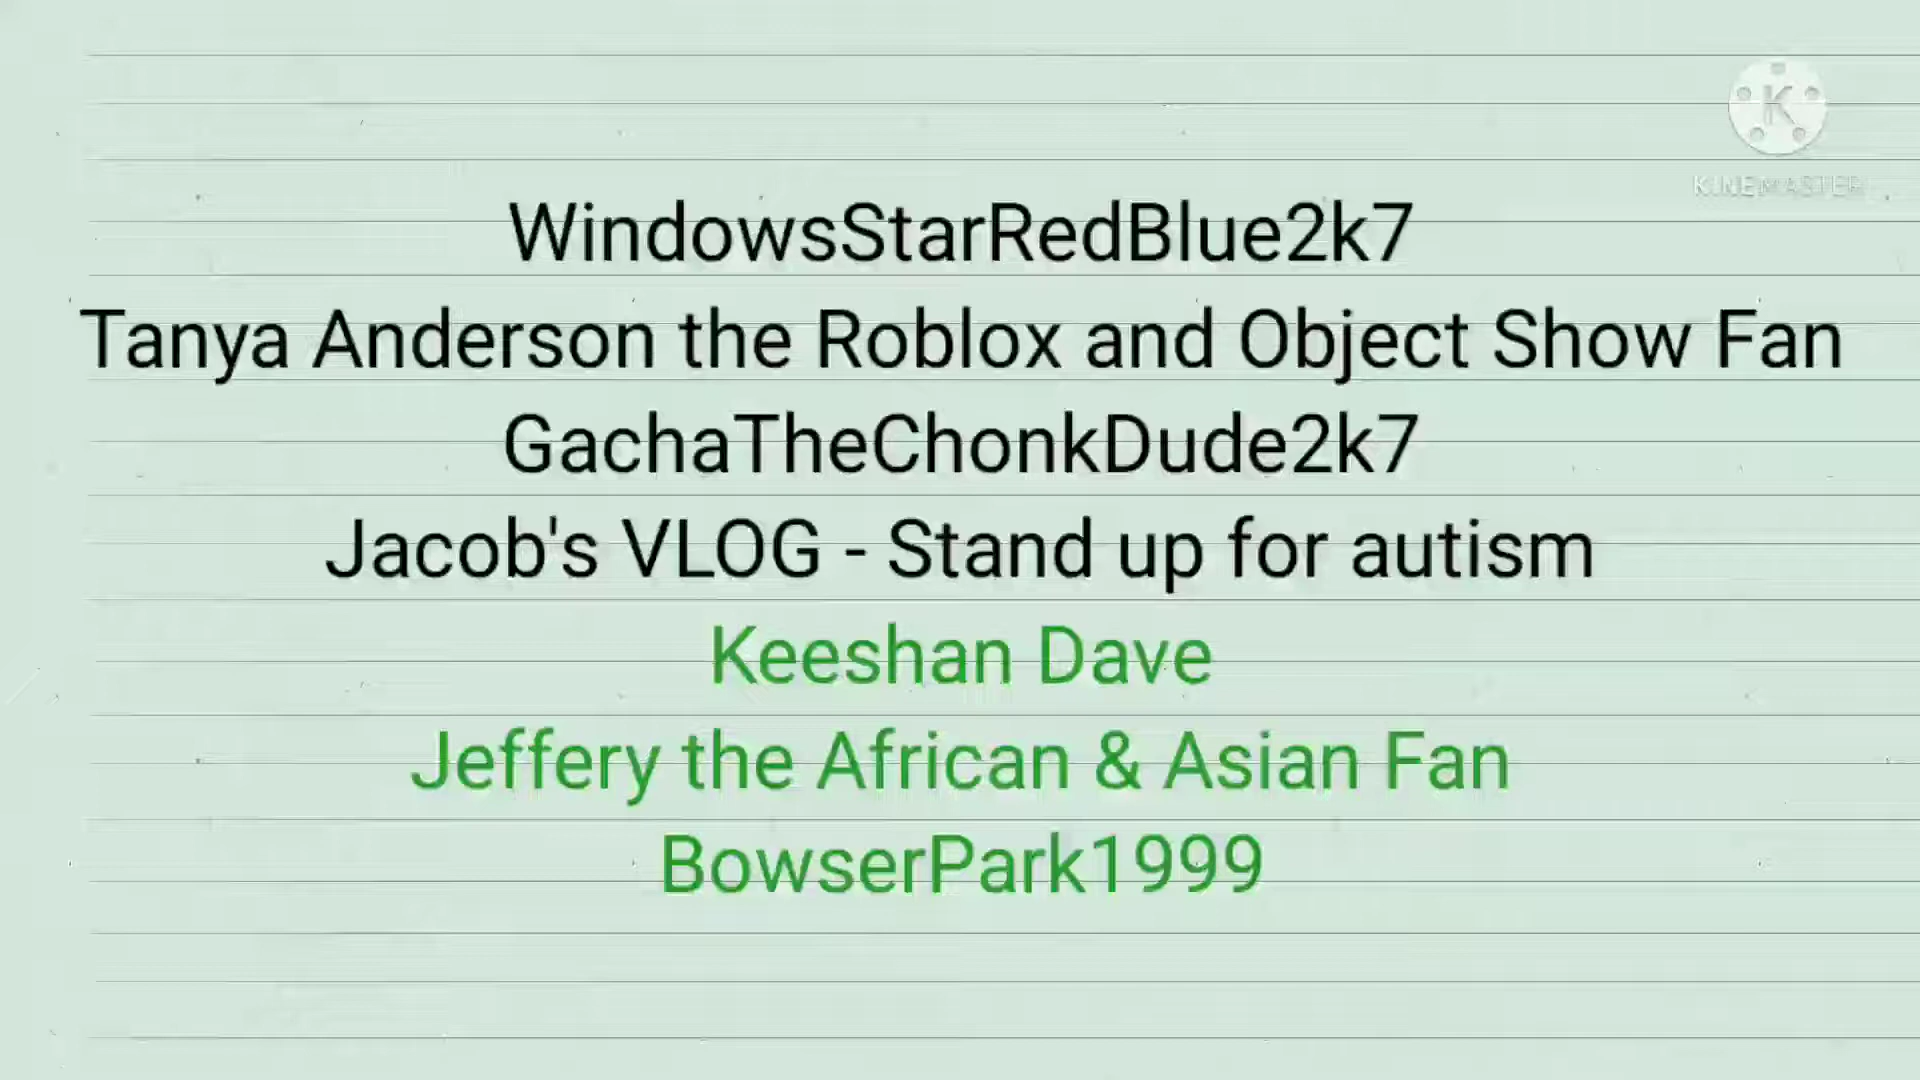 K
KINEMASTER
WindowsStarRedBlue2k7
Tanya Anderson the Roblox and Object Show Fan
GachaTheChonkDude2k7
Jacob's VLOG - Stand up for autism
Keeshan Dave
Jeffery the African & Asian Fan
BowserPark1999